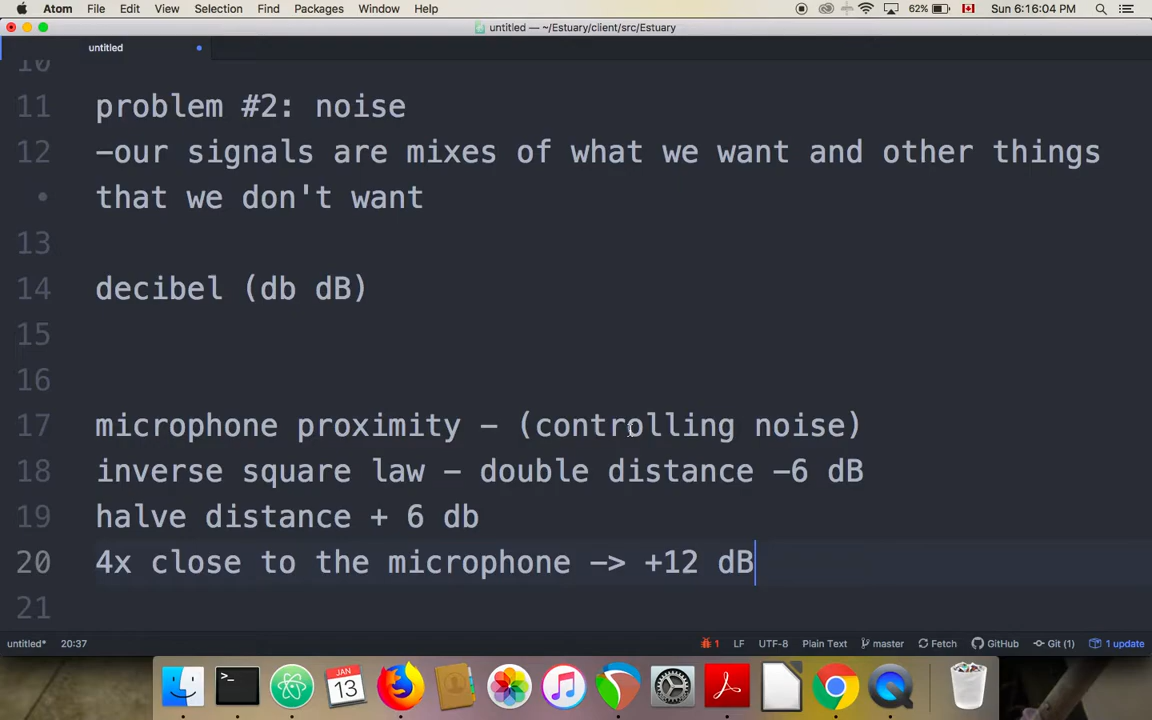 Atom File Edit View Selection Find Packages Window Help 62% Sun 6:16:04 PM
untitled — ~/Estuary/client/src/Estuary
untitled
10
11 problem #2: noise
12 -our signals are mixes of what we want and other things
• that we don't want
13
14 decibel (db dB)
15
16
17 microphone proximity - (controlling noise)
18 inverse square law - double distance -6 dB
19 halve distance + 6 db
20 4x close to the microphone -> +12 dB
21
untitled* 20:37 1 LF UTF-8 Plain Text master Fetch GitHub Git (1) 1 update
JAN
13